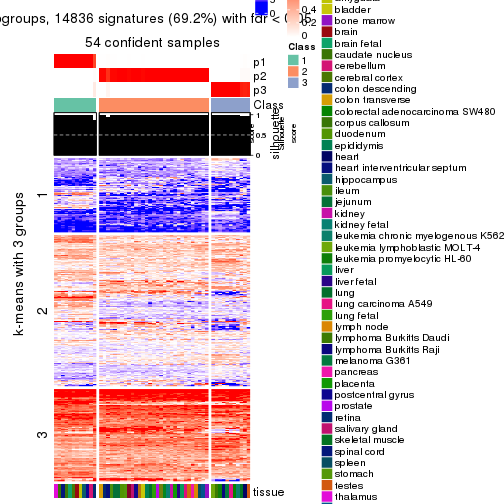 groups, 14836 signatures (69.2%) with fdr < 0.05
54 confident samples
p1
p2
p3
Class
1
0.5
0
silhouette
score
k-means with 3 groups
1
2
3
tissue
0
0.4
0.2
0
Class
1
2
3
bladder
bone marrow
brain
brain fetal
caudate nucleus
cerebellum
cerebral cortex
colon descending
colon transverse
colorectal adenocarcinoma SW480
corpus callosum
duodenum
epididymis
heart
heart interventricular septum
hippocampus
ileum
jejunum
kidney
kidney fetal
leukemia chronic myelogenous K562
leukemia lymphoblastic MOLT-4
leukemia promyelocytic HL-60
liver
liver fetal
lung
lung carcinoma A549
lung fetal
lymph node
lymphoma Burkitts Daudi
lymphoma Burkitts Raji
melanoma G361
pancreas
placenta
postcentral gyrus
prostate
retina
salivary gland
skeletal muscle
spinal cord
spleen
stomach
testes
thalamus